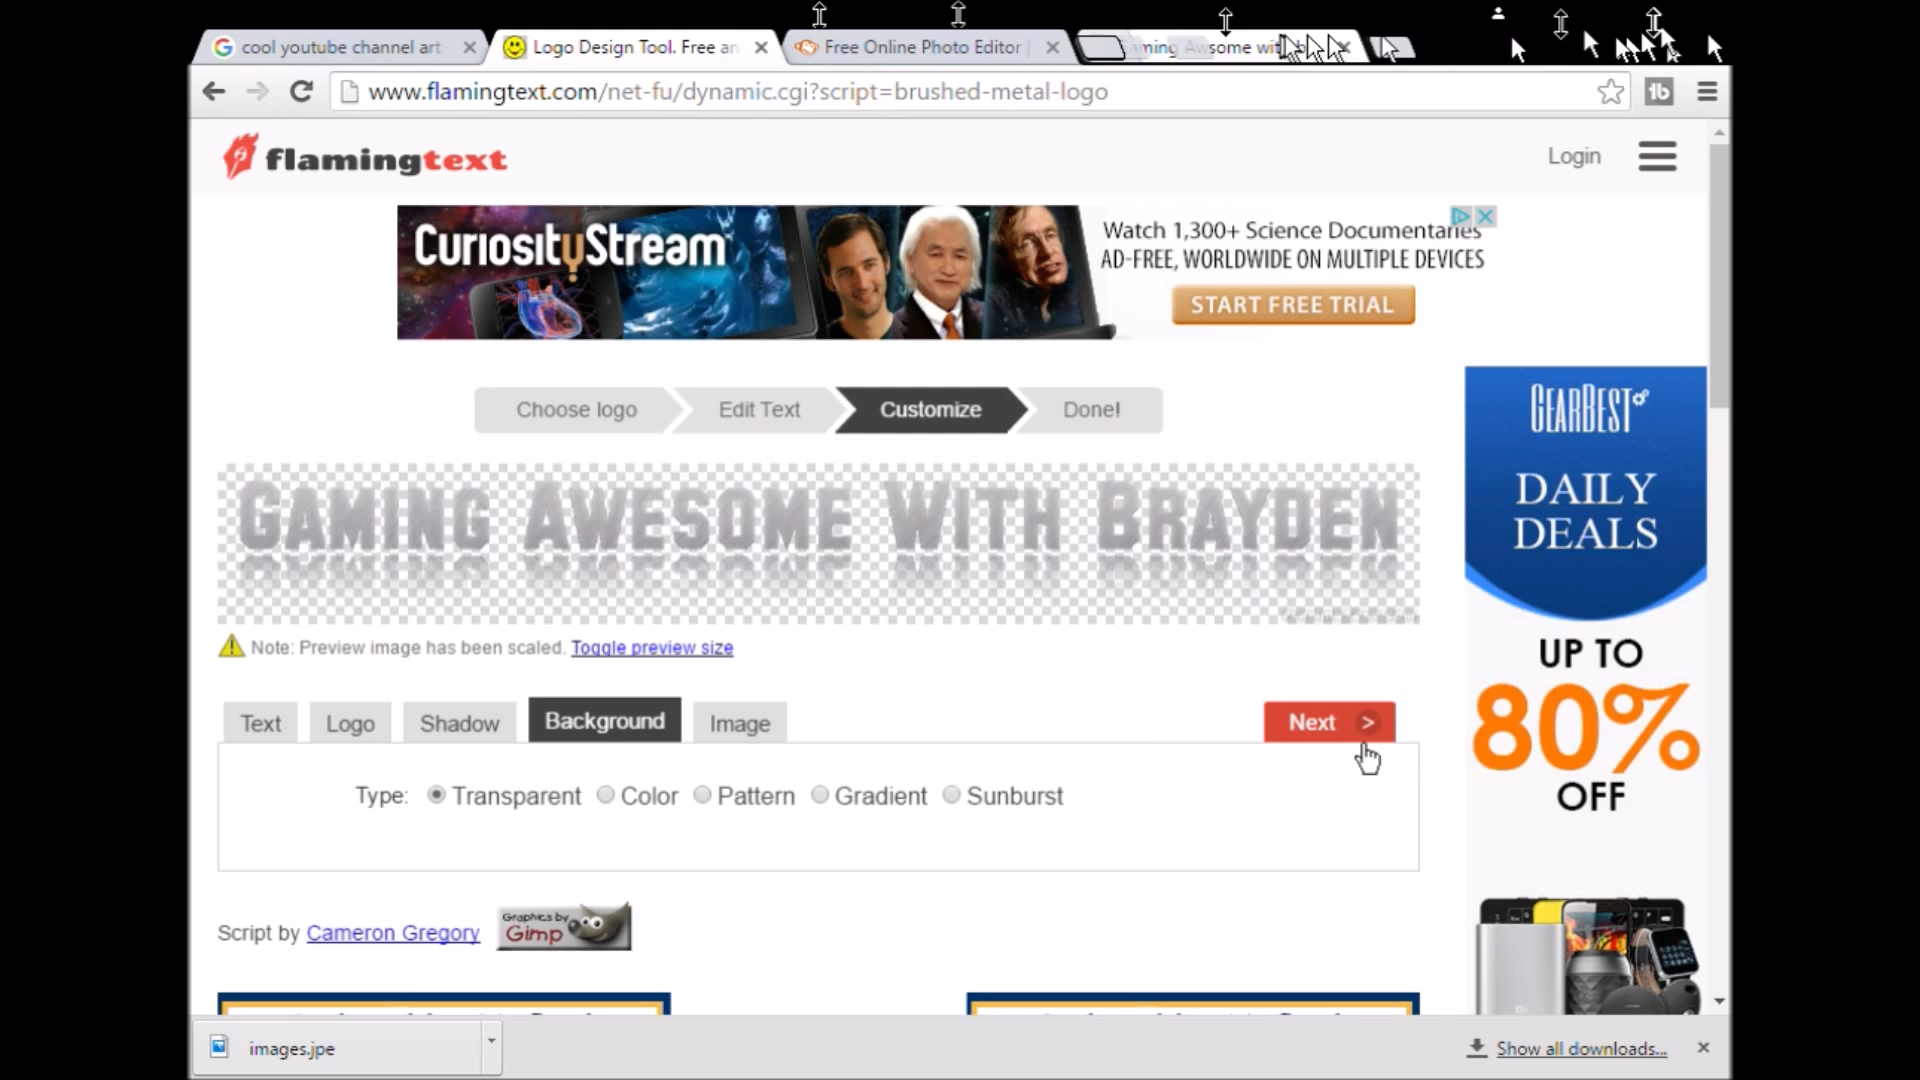 cool youtube channel art
Logo Design Tool. Free an
Free Online Photo Editor |
ming Awsome wit
www.flamingtext.com/net-fu/dynamic.cgi?script=brushed-metal-logo
flamingtext
Login
CuriosityStream
Watch 1,300+ Science Documentaries
AD-FREE, WORLDWIDE ON MULTIPLE DEVICES
START FREE TRIAL
Choose logo
Edit Text
Customize
Done!
GEARBEST
DAILY
DEALS
UP TO
80%
OFF
GAMING AWESOME WITH BRAYDEN
Note: Preview image has been scaled. Toggle preview size
Text
Logo
Shadow
Background
Image
Next >
Type: Transparent Color Pattern Gradient Sunburst
Script by Cameron Gregory
Graphics by
Gimp
images.jpe
Show all downloads...